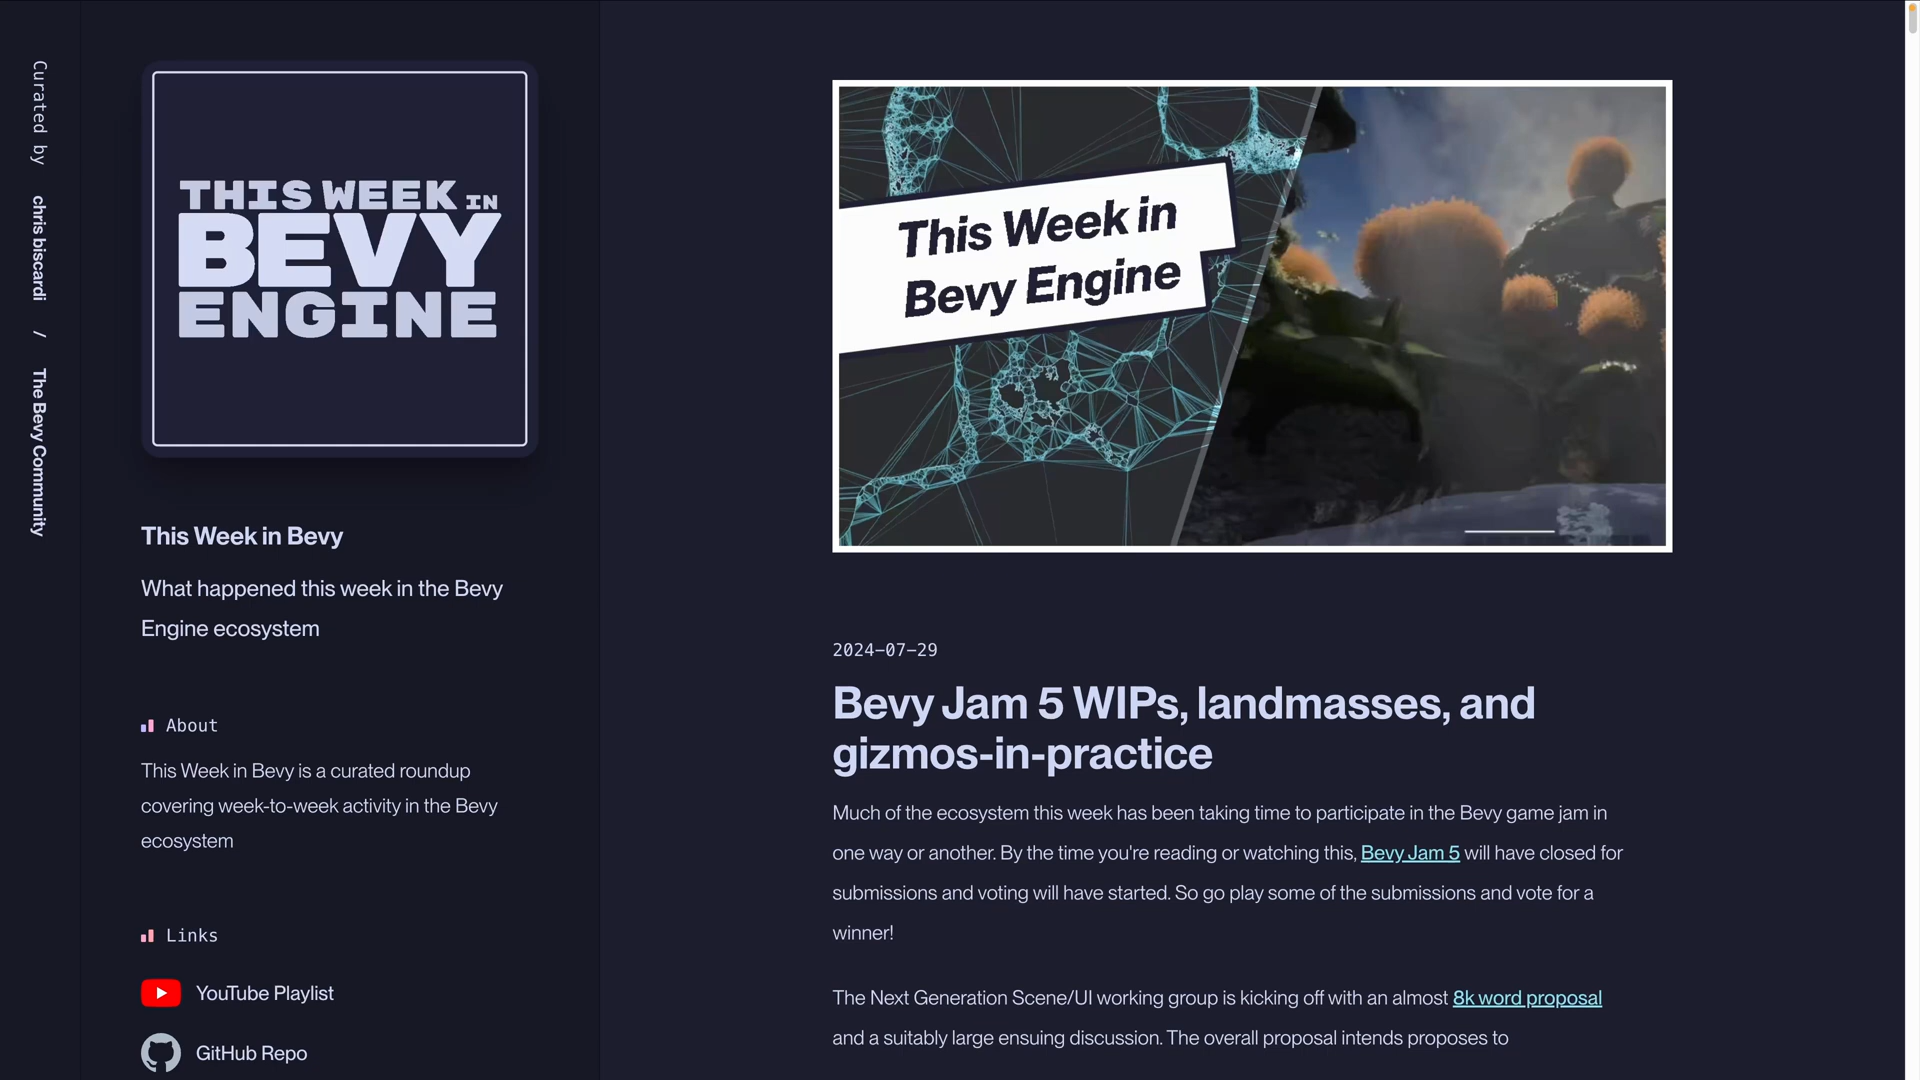 Curated by chris biscardi / The Bevy Community
THIS WEEK IN
BEVY
ENGINE
This Week in Bevy
What happened this week in the Bevy
Engine ecosystem
About
This Week in Bevy is a curated roundup
covering week-to-week activity in the Bevy
ecosystem
Links
YouTube Playlist
GitHub Repo
This Week in
Bevy Engine
2024-07-29
Bevy Jam 5 WIPs, landmasses, and
gizmos-in-practice
Much of the ecosystem this week has been taking time to participate in the Bevy game jam in
one way or another. By the time you're reading or watching this, Bevy Jam 5 will have closed for
submissions and voting will have started. So go play some of the submissions and vote for a
winner!
The Next Generation Scene/UI working group is kicking off with an almost 8k word proposal
and a suitably large ensuing discussion. The overall proposal intends proposes to